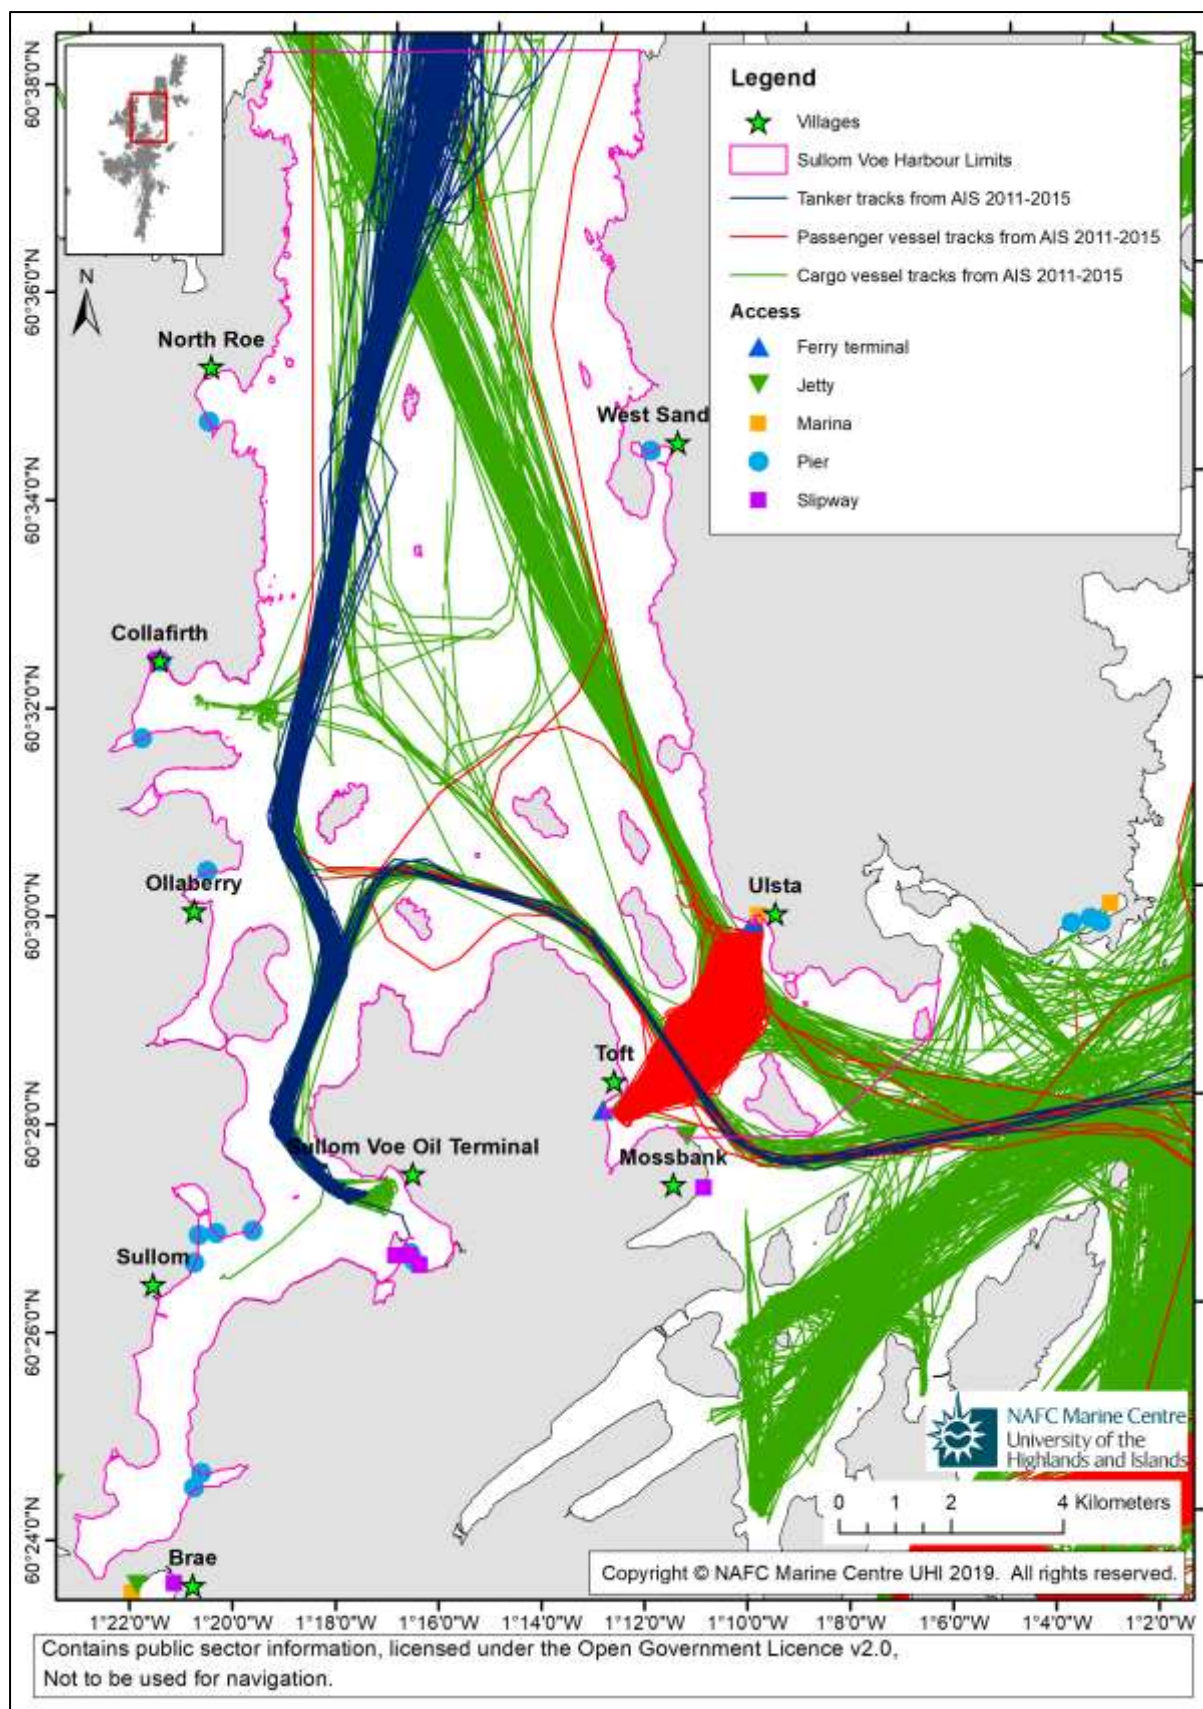 Legend
Villages
Sullom Voe Harbour Limits
Tanker tracks from AIS 2011-2015
Passenger vessel tracks from AIS 2011-2015
Cargo vessel tracks from AIS 2011-2015
Access
Ferry terminal
Jetty
Marina
Pier
Slipway
N
60°38'0"N
60°36'0"N
60°34'0"N
60°32'0"N
60°30'0"N
60°28'0"N
60°26'0"N
60°24'0"N
North Roe
West Sand
Collafirth
Ollaberry
Ulsta
Toft
Sullom Voe Oil Terminal
Mossbank
Sullom
Brae
NAFC Marine Centre
University of the
Highlands and Islands
0 1 2 4 Kilometers
Copyright © NAFC Marine Centre UHI 2019. All rights reserved.
1°22'0"W 1°20'0"W 1°18'0"W 1°16'0"W 1°14'0"W 1°12'0"W 1°10'0"W 1°8'0"W 1°6'0"W 1°4'0"W 1°2'0"W
Contains public sector information, licensed under the Open Government Licence v2.0,
Not to be used for navigation.